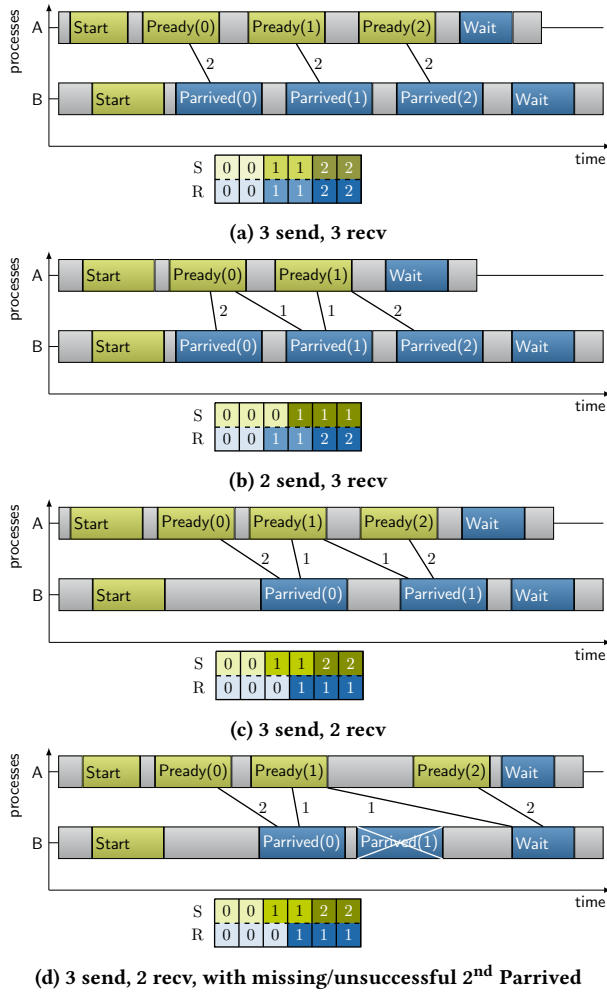 processes
A Start Pready(0) Pready(1) Pready(2) Wait
2 2 2
B Start Parrived(0) Parrived(1) Parrived(2) Wait
time
S 0 0 1 1 2 2
R 0 0 1 1 2 2
(a) 3 send, 3 recv
processes
A Start Pready(0) Pready(1) Wait
2 1 1 2
B Start Parrived(0) Parrived(1) Parrived(2) Wait
time
S 0 0 0 1 1 1
R 0 0 1 1 2 2
(b) 2 send, 3 recv
processes
A Start Pready(0) Pready(1) Pready(2) Wait
2 1 1 2
B Start Parrived(0) Parrived(1) Wait
time
S 0 0 1 1 2 2
R 0 0 0 1 1 1
(c) 3 send, 2 recv
processes
A Start Pready(0) Pready(1) Pready(2) Wait
2 1 1 2
B Start Parrived(0) Parrived(1) Wait
time
S 0 0 1 1 2 2
R 0 0 0 1 1 1
(d) 3 send, 2 recv, with missing/unsuccessful 2nd Parrived